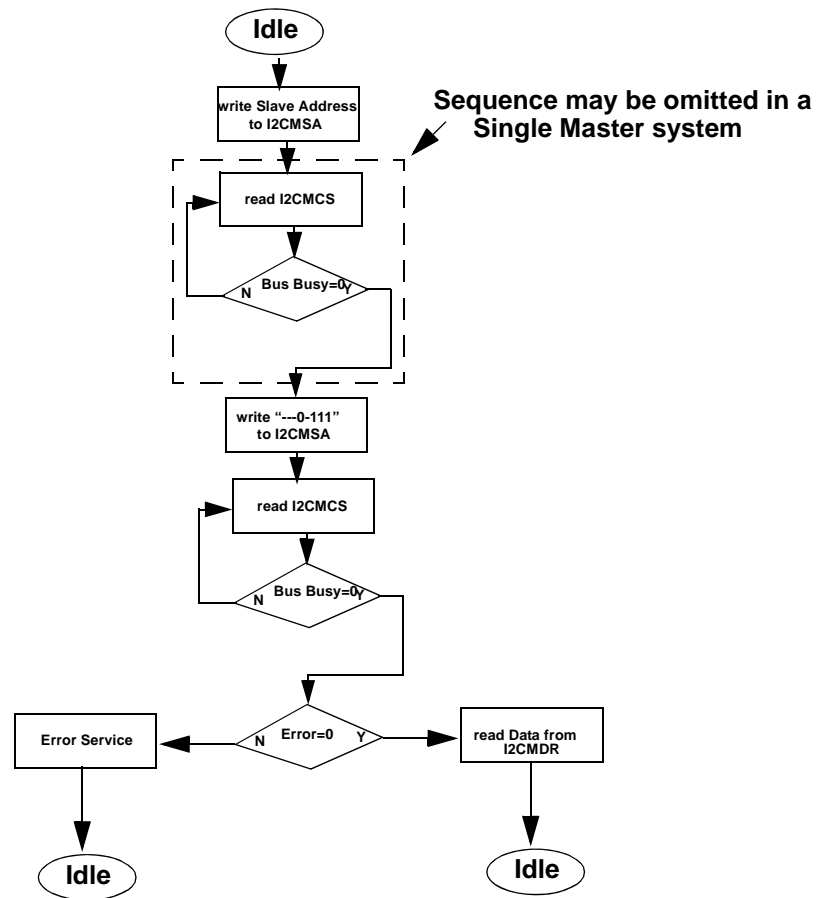 Idle
write Slave Address
to I2CMSA
Sequence may be omitted in a
Single Master system
read I2CMCS
Bus Busy=0
N
Y
write “---0-111”
to I2CMSA
read I2CMCS
Bus Busy=0
N
Y
Error Service
N
Error=0
Y
read Data from
I2CMDR
Idle
Idle